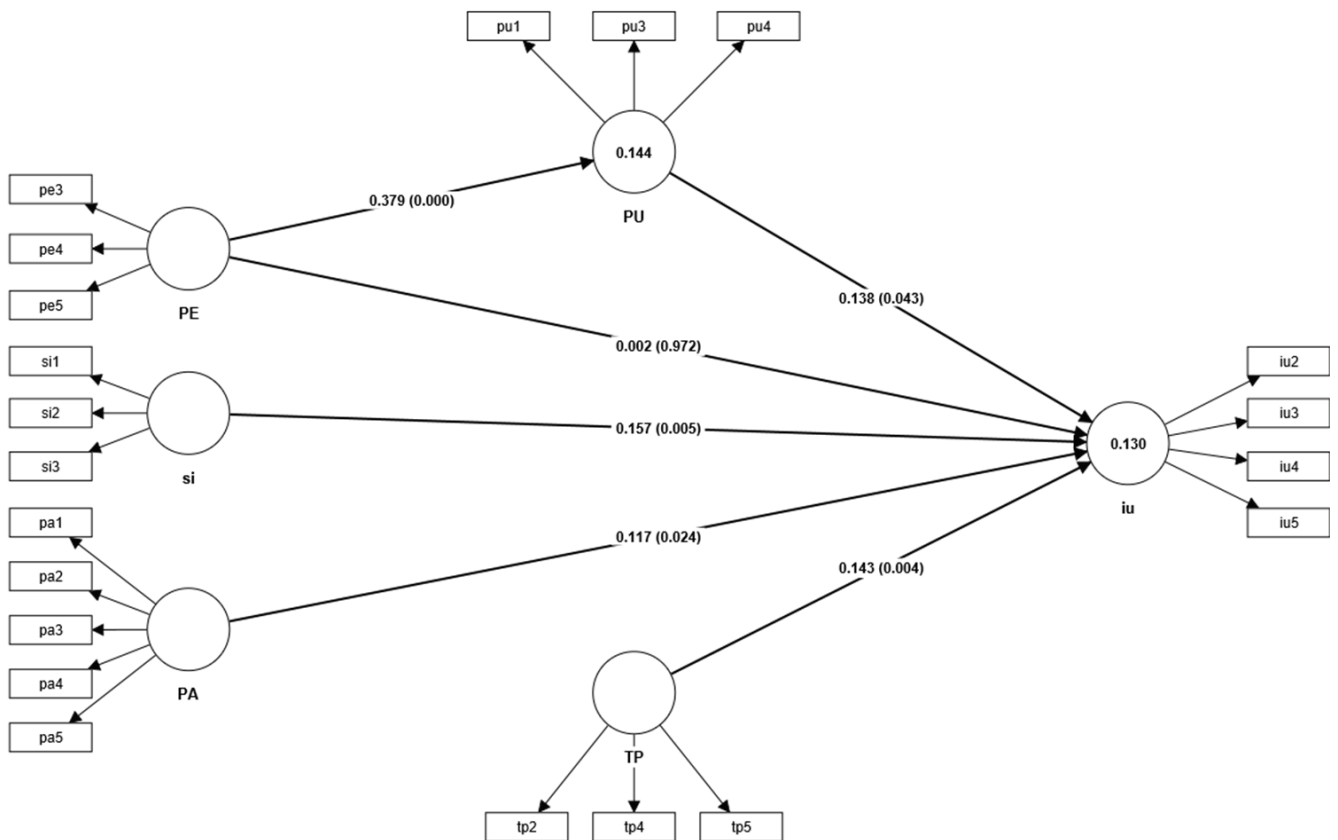 pu1
pu3
pu4
0.144
PU
pe3
pe4
pe5
PE
0.379 (0.000)
0.138 (0.043)
0.002 (0.972)
si1
si2
si3
si
0.157 (0.005)
iu2
iu3
iu4
iu5
0.130
iu
pa1
pa2
pa3
pa4
pa5
PA
0.117 (0.024)
0.143 (0.004)
TP
tp2
tp4
tp5